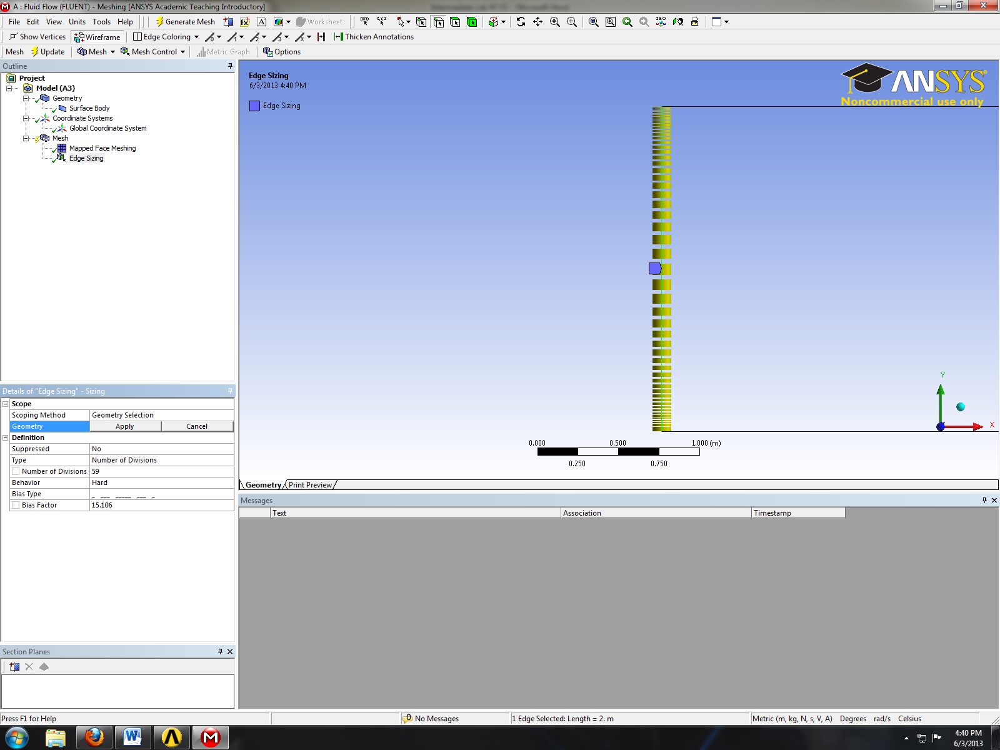 A : Fluid Flow (FLUENT) - Meshing [ANSYS Academic Teaching Introductory]
File Edit View Units Tools Help Generate Mesh Worksheet
Show Vertices Wireframe Edge Coloring Thicken Annotations
Mesh Update Mesh Mesh Control Metric Graph Options
Outline
Project
Model (A3)
Geometry
Surface Body
Coordinate Systems
Global Coordinate System
Mesh
Mapped Face Meshing
Edge Sizing
Edge Sizing
6/3/2013 4:40 PM
Edge Sizing
ANSYS
Noncommercial use only
Y
X
0.000 0.500 1.000 (m)
0.250 0.750
Geometry Print Preview
Details of "Edge Sizing" - Sizing
Scope
Scoping Method Geometry Selection
Geometry Apply Cancel
Definition
Suppressed No
Type Number of Divisions
Number of Divisions 59
Behavior Hard
Bias Type _ ___ _____ ___ _
Bias Factor 15.106
Messages
Text Association Timestamp
Section Planes
Press F1 for Help 0 No Messages 1 Edge Selected: Length = 2. m Metric (m, kg, N, s, V, A) Degrees rad/s Celsius
4:40 PM
6/3/2013